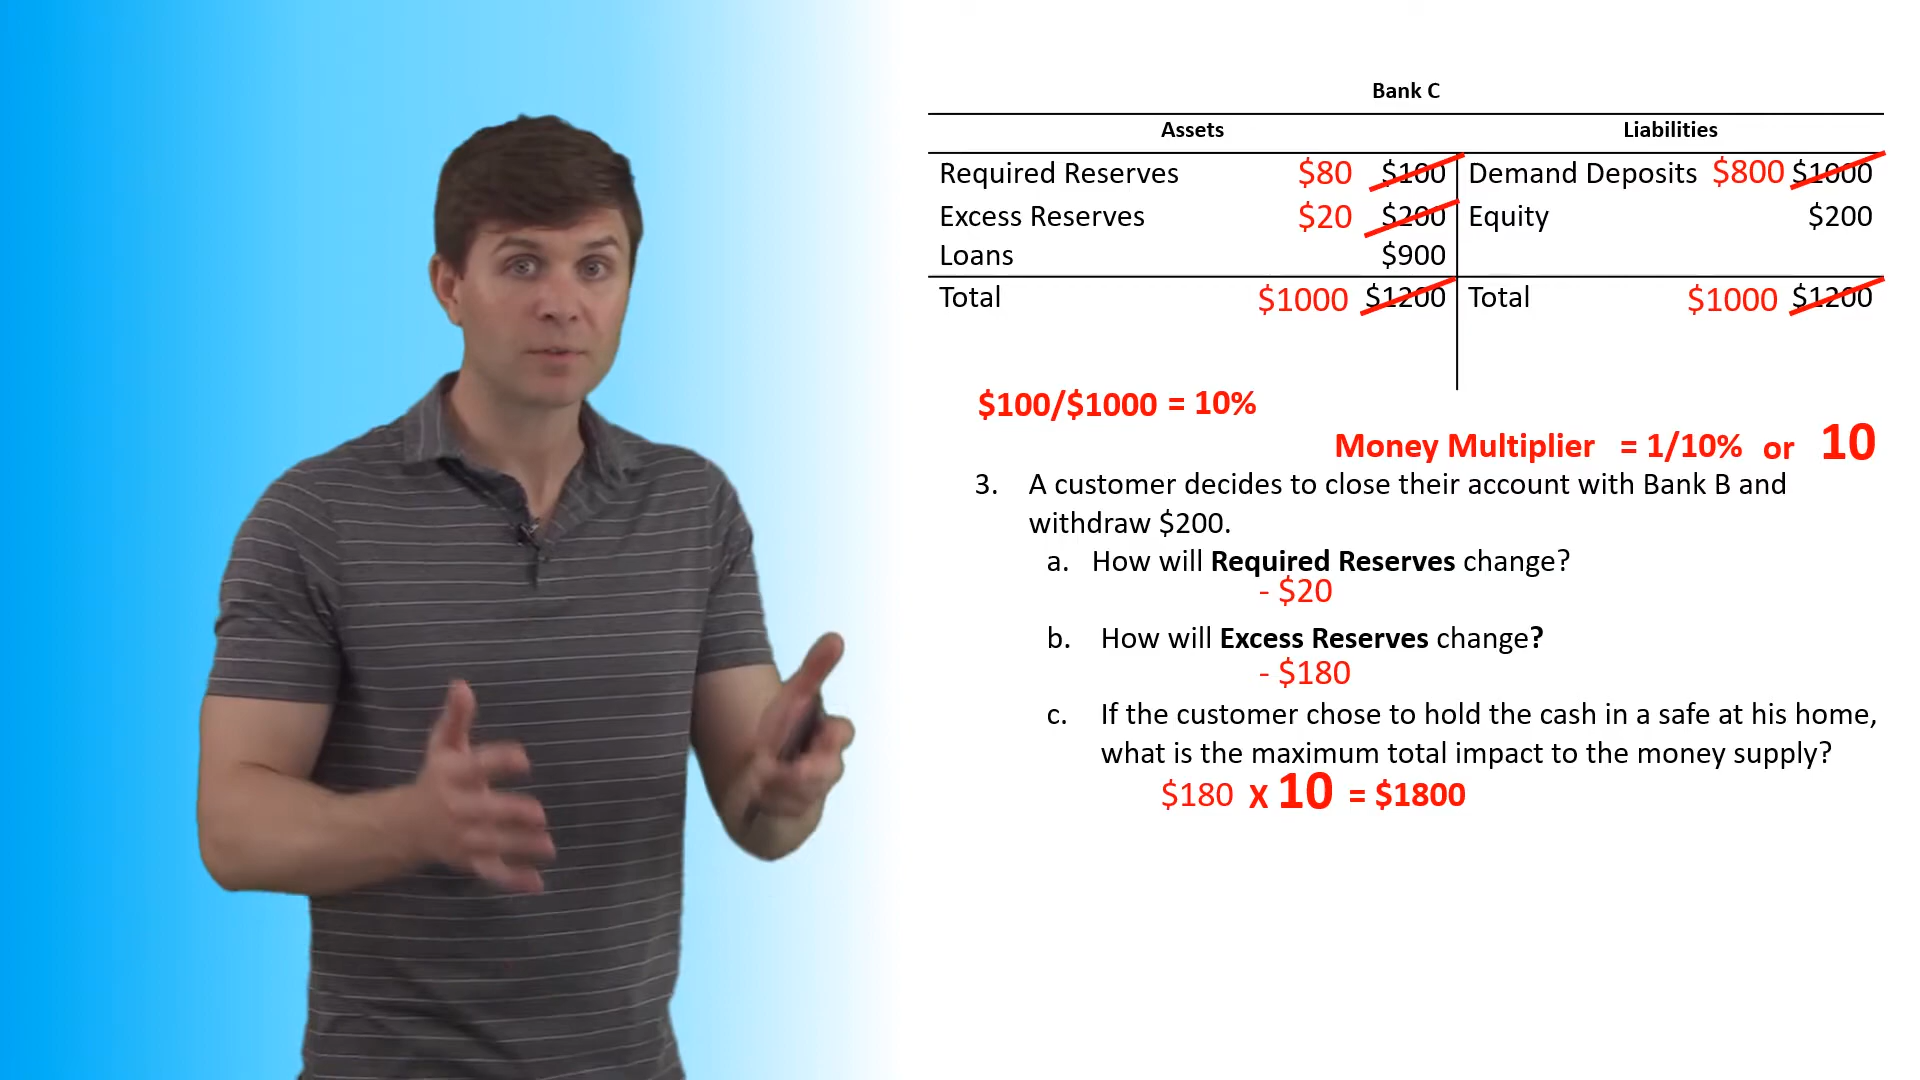 Bank C
Assets Liabilities
Required Reserves $80 $100 Demand Deposits $800 $1000
Excess Reserves $20 $200 Equity $200
Loans $900
Total $1000 $1200 Total $1000 $1200
$100/$1000 = 10%
Money Multiplier = 1/10% or 10
3. A customer decides to close their account with Bank B and
withdraw $200.
a. How will Required Reserves change?
- $20
b. How will Excess Reserves change?
- $180
c. If the customer chose to hold the cash in a safe at his home,
what is the maximum total impact to the money supply?
$180 x 10 = $1800